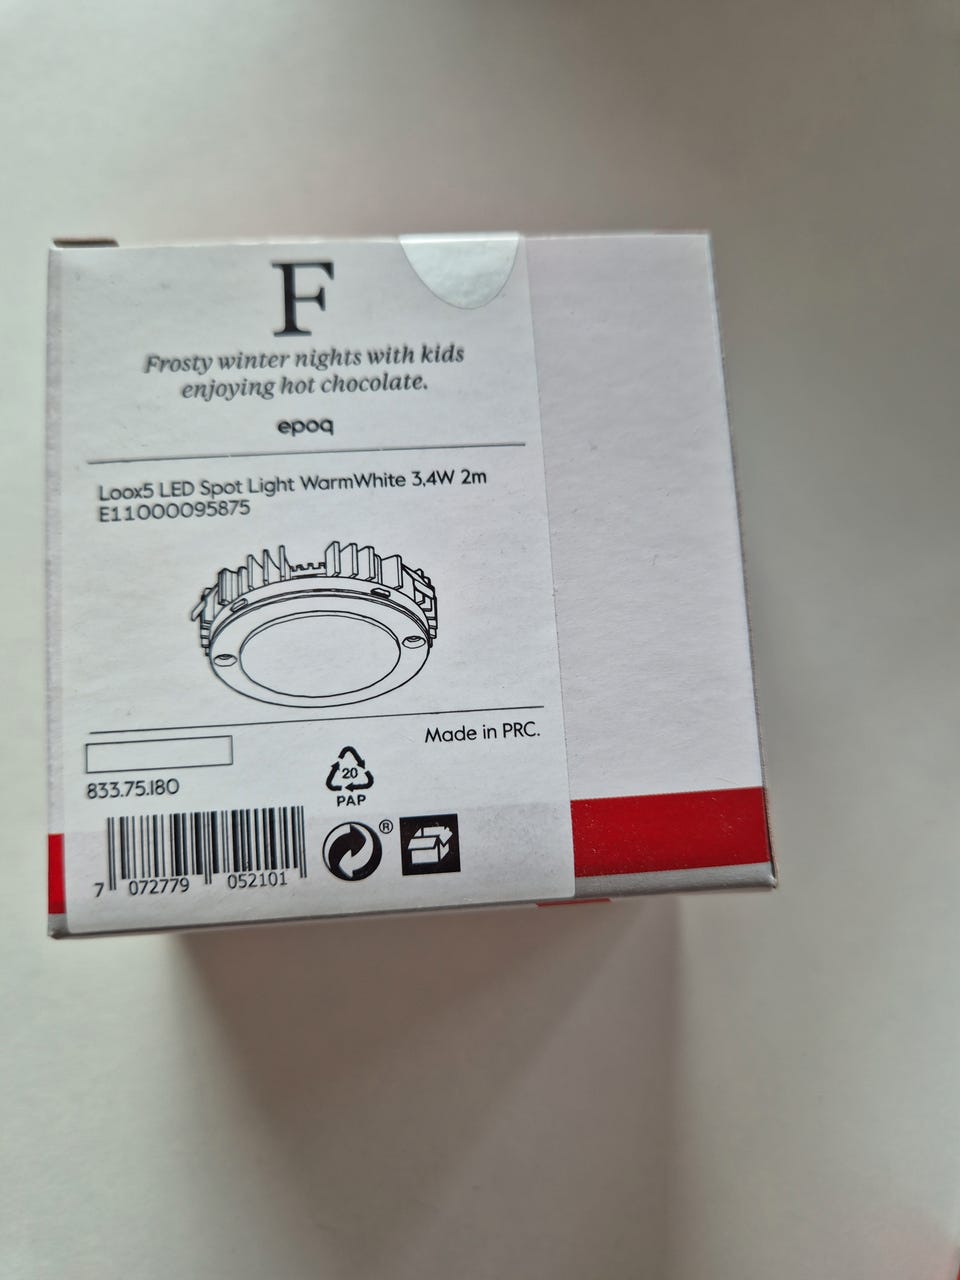 F
Frosty winter nights with kids
enjoying hot chocolate.
epoq
Loox5 LED Spot Light WarmWhite 3,4W 2m
E11000095875
Made in PRC.
833.75.180
20
PAP
®
7 072779 052101